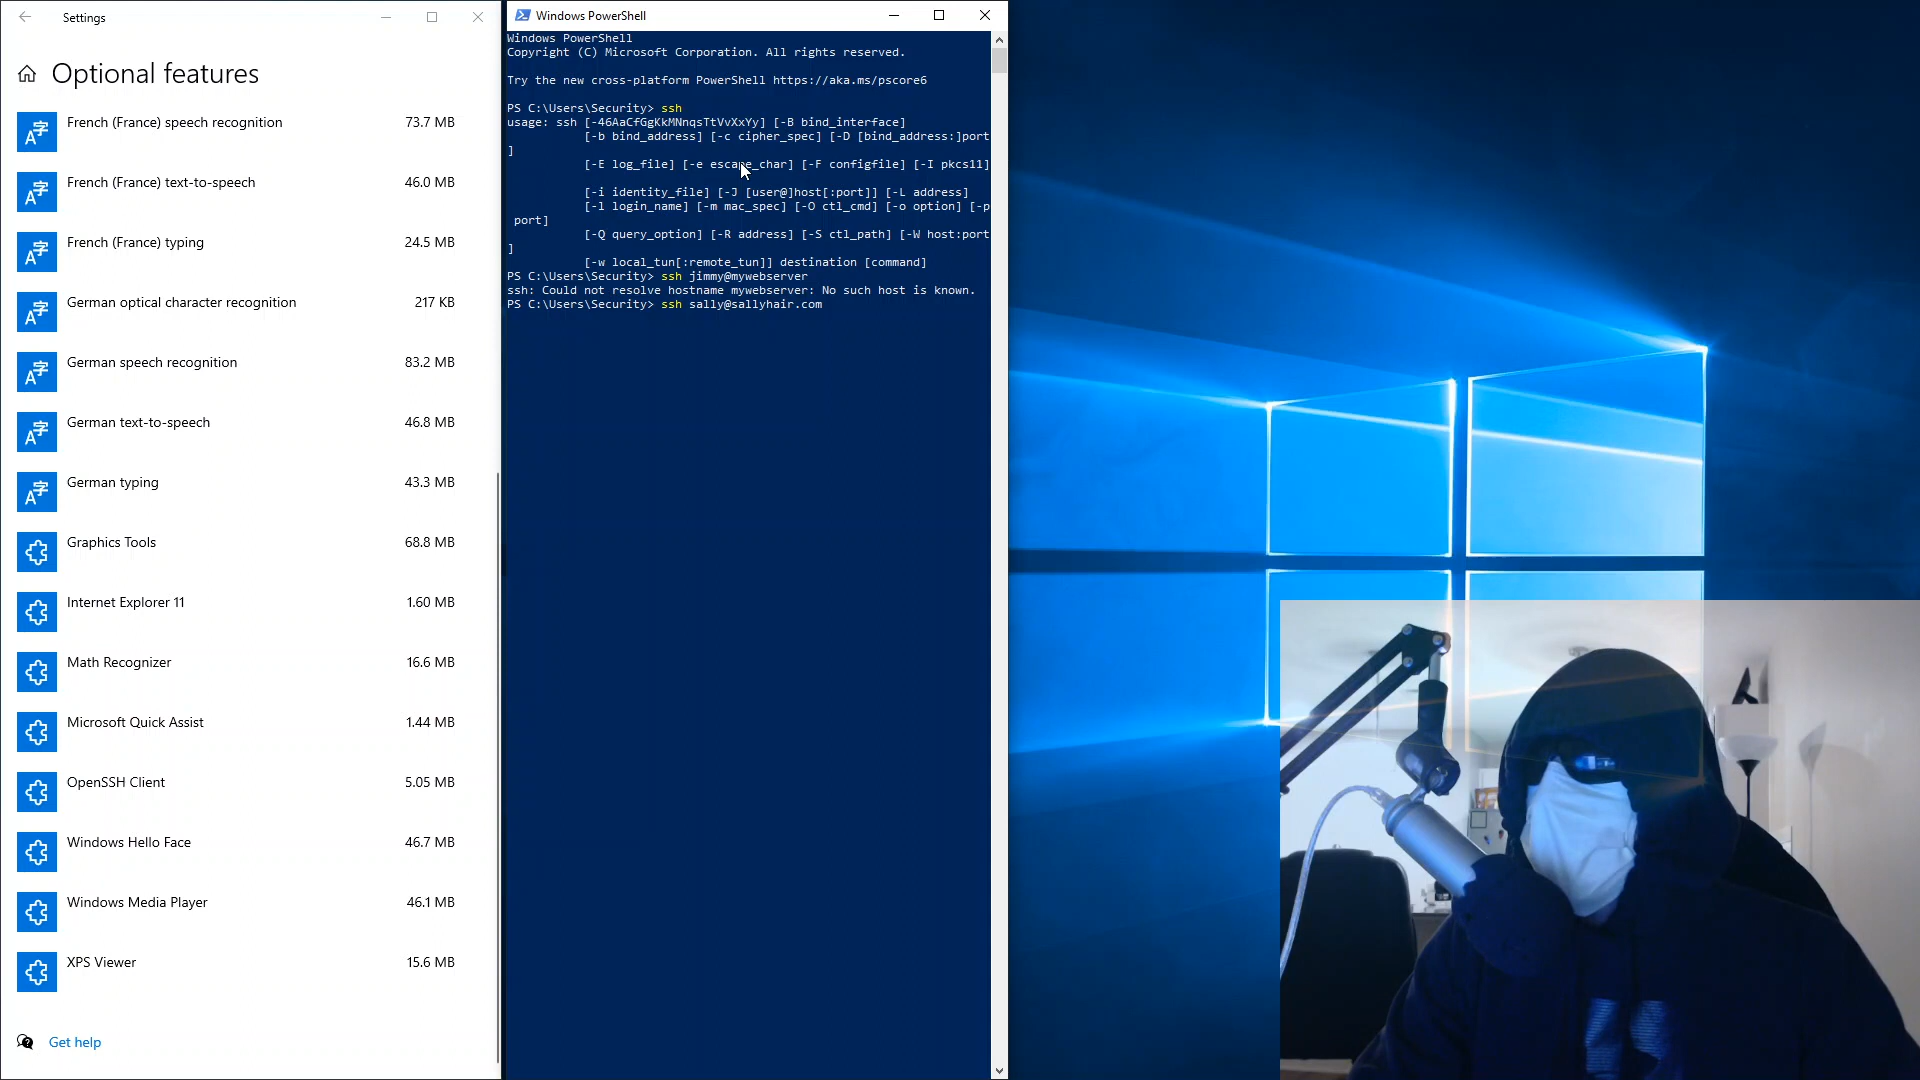 Settings
Optional features
French (France) speech recognition 73.7 MB
French (France) text-to-speech 46.0 MB
French (France) typing 24.5 MB
German optical character recognition 217 KB
German speech recognition 83.2 MB
German text-to-speech 46.8 MB
German typing 43.3 MB
Graphics Tools 68.8 MB
Internet Explorer 11 1.60 MB
Math Recognizer 16.6 MB
Microsoft Quick Assist 1.44 MB
OpenSSH Client 5.05 MB
Windows Hello Face 46.7 MB
Windows Media Player 46.1 MB
XPS Viewer 15.6 MB
Get help
Windows PowerShell
Windows PowerShell
Copyright (C) Microsoft Corporation. All rights reserved.
Try the new cross-platform PowerShell https://aka.ms/pscore6
PS C:\Users\Security> ssh
usage: ssh [-46AaCfGgKkMNnqsTtVvXxYy] [-B bind_interface]
[-b bind_address] [-c cipher_spec] [-D [bind_address:]port
]
[-E log_file] [-e escape_char] [-F configfile] [-I pkcs11]
[-i identity_file] [-J [user@]host[:port]] [-L address]
[-l login_name] [-m mac_spec] [-O ctl_cmd] [-o option] [-p
port]
[-Q query_option] [-R address] [-S ctl_path] [-W host:port
]
[-w local_tun[:remote_tun]] destination [command]
PS C:\Users\Security> ssh jimmy@mywebserver
ssh: Could not resolve hostname mywebserver: No such host is known.
PS C:\Users\Security> ssh sally@sallyhair.com